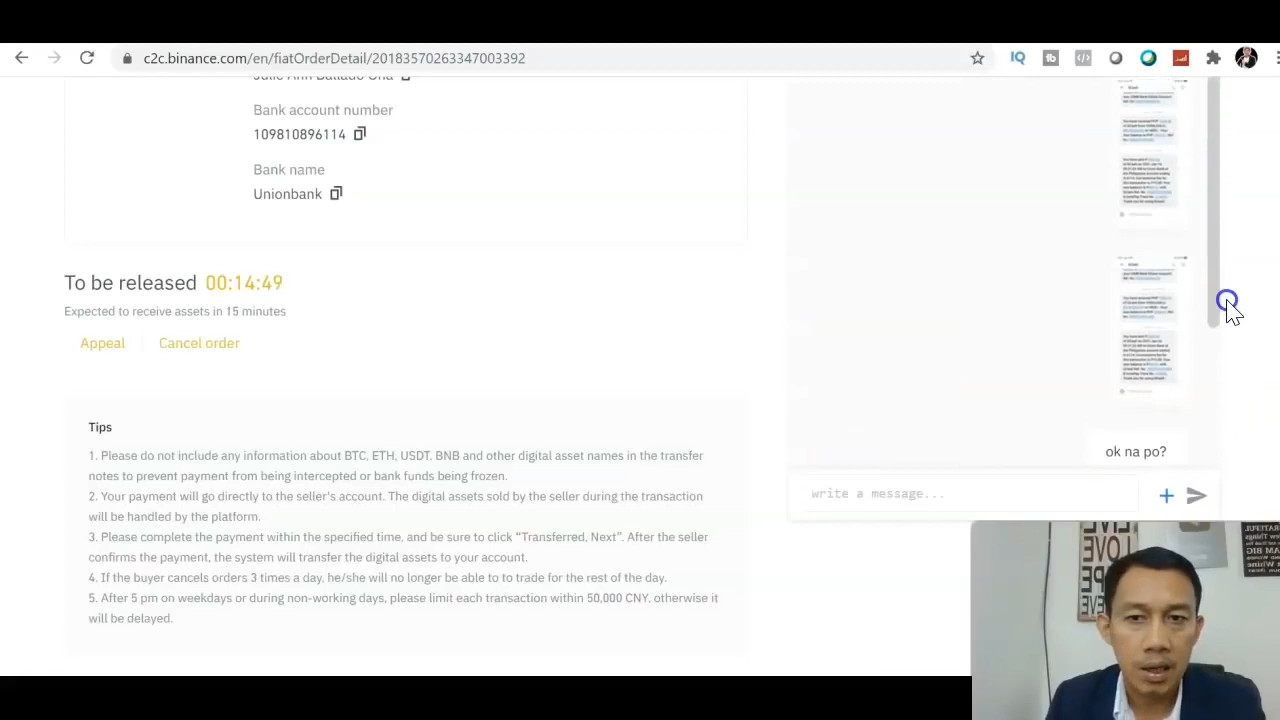 c2c.binance.com/en/fiatOrderDetail/20183570263347003392
Bank account number
109810896114
Bank name
Unionbank
To be released
Expected to receive assets in 15 minutes
Appeal
Cancel order
Tips
1. Please do not include any information about BTC, ETH, USDT, BNB and other digital asset names in the transfer
notes to prevent payment from being intercepted or bank funds being frozen.
2. Your payment will go directly to the seller's account. The digital assets sold by the seller during the transaction
will be handled by the platform.
3. Please complete the payment within the specified time, and be sure to click “Transferred, Next”. After the seller
confirms the payment, the system will transfer the digital assets to your account.
4. If the buyer cancels orders 3 times a day, he/she will no longer be able to to trade for the rest of the day.
5. After 5 pm on weekdays or during non-working days, please limit each transaction within 50,000 CNY, otherwise it
will be delayed.
ok na po?
write a message...
LIVE
LOVE
GRATEFUL